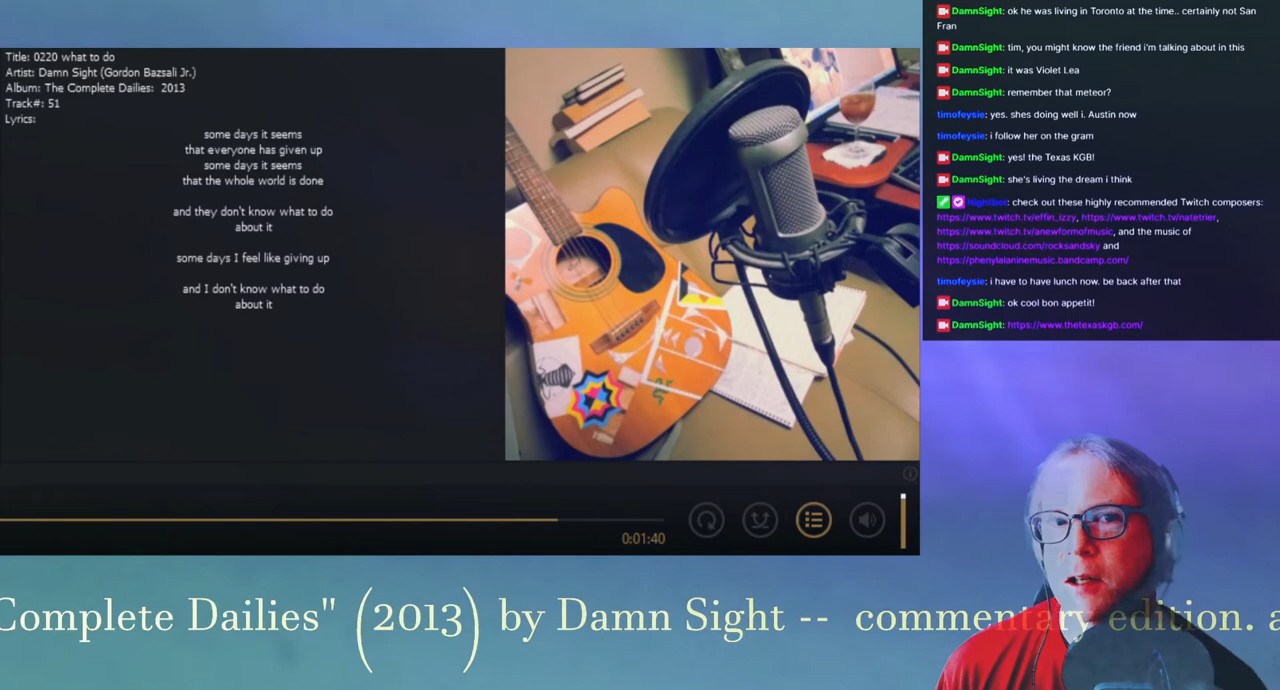 Title: 0220 what to do
Artist: Damn Sight (Gordon Bazsali Jr.)
Album: The Complete Dailies:  2013
Track#: 51
Lyrics:
some days it seems
that everyone has given up
some days it seems
that the whole world is done
and they don't know what to do
about it
some days I feel like giving up
and I don't know what to do
about it
0:01:40
DamnSight: ok he was living in Toronto at the time.. certainly not San
Fran
DamnSight: tim, you might know the friend i'm talking about in this
DamnSight: it was Violet Lea
DamnSight: remember that meteor?
timofeysie: yes. shes doing well i. Austin now
timofeysie: i follow her on the gram
DamnSight: yes! the Texas KGB!
DamnSight: she's living the dream i think
Nightbot: check out these highly recommended Twitch composers:
https://www.twitch.tv/effin_izzy, https://www.twitch.tv/natetrier,
https://www.twitch.tv/anewformofmusic, and the music of
https://soundcloud.com/rocksandsky and
https://phenylalaninemusic.bandcamp.com/
timofeysie: i have to have lunch now. be back after that
DamnSight: ok cool bon appetit!
DamnSight: https://www.thetexaskgb.com/
Complete Dailies" (2013) by Damn Sight -- commentary edition. a